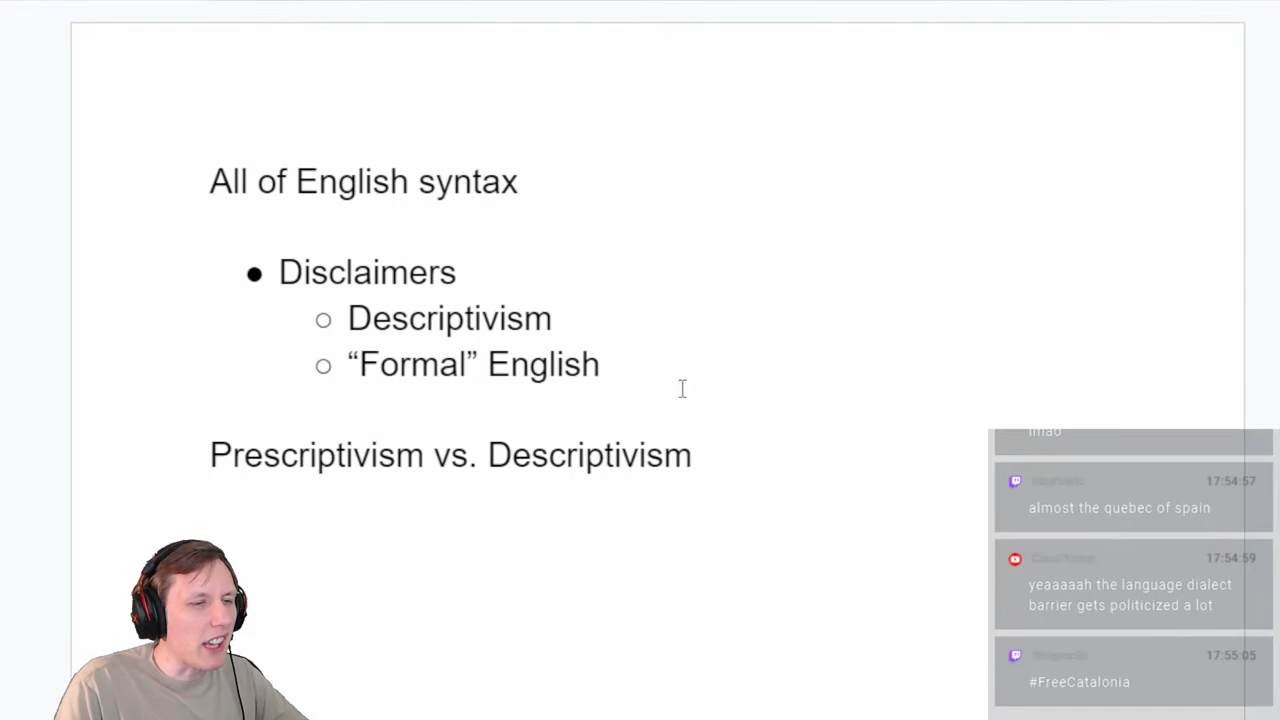 All of English syntax
● Disclaimers
○ Descriptivism
○ “Formal” English
Prescriptivism vs. Descriptivism
lmao
17:54:57
almost the quebec of spain
17:54:59
yeaaaaah the language dialect
barrier gets politicized a lot
17:55:05
#FreeCatalonia